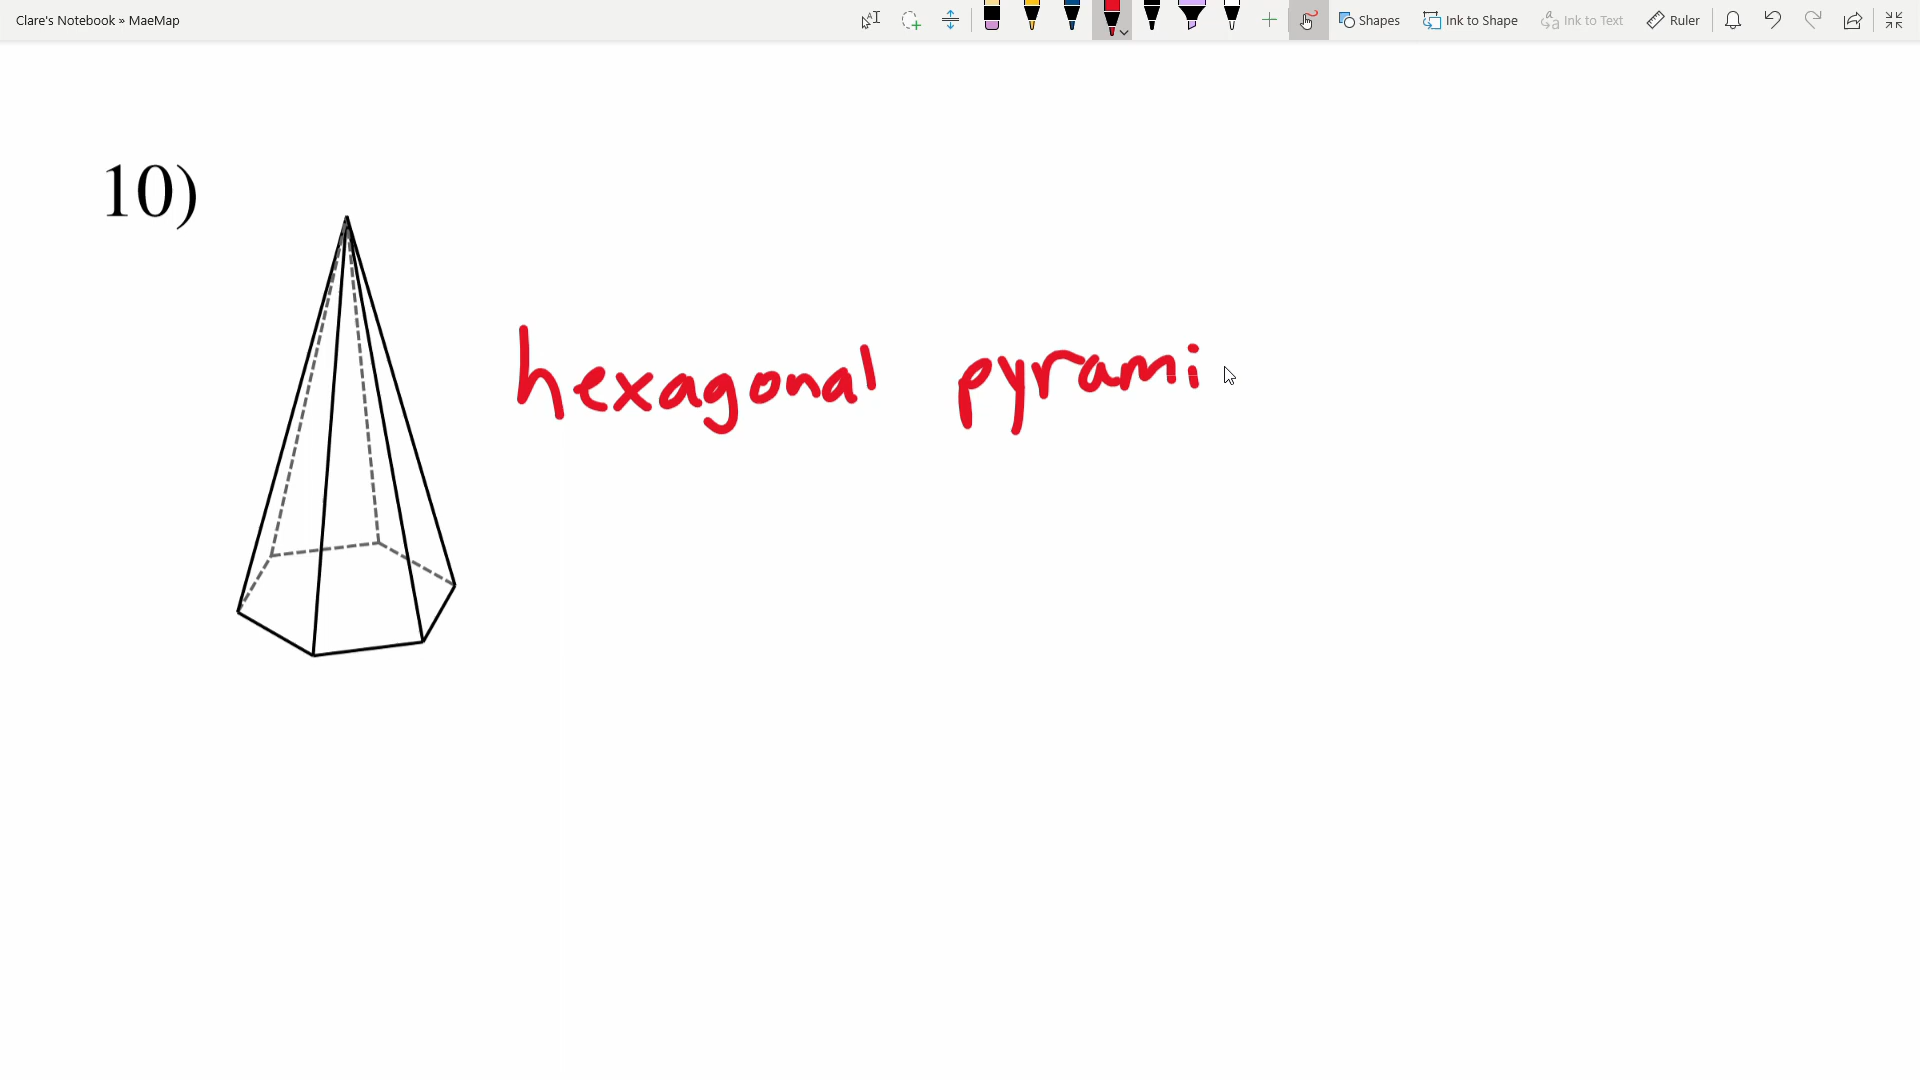 Clare's Notebook » MaeMap
Shapes Ink to Shape Ink to Text Ruler
10)
hexagonal pyrami